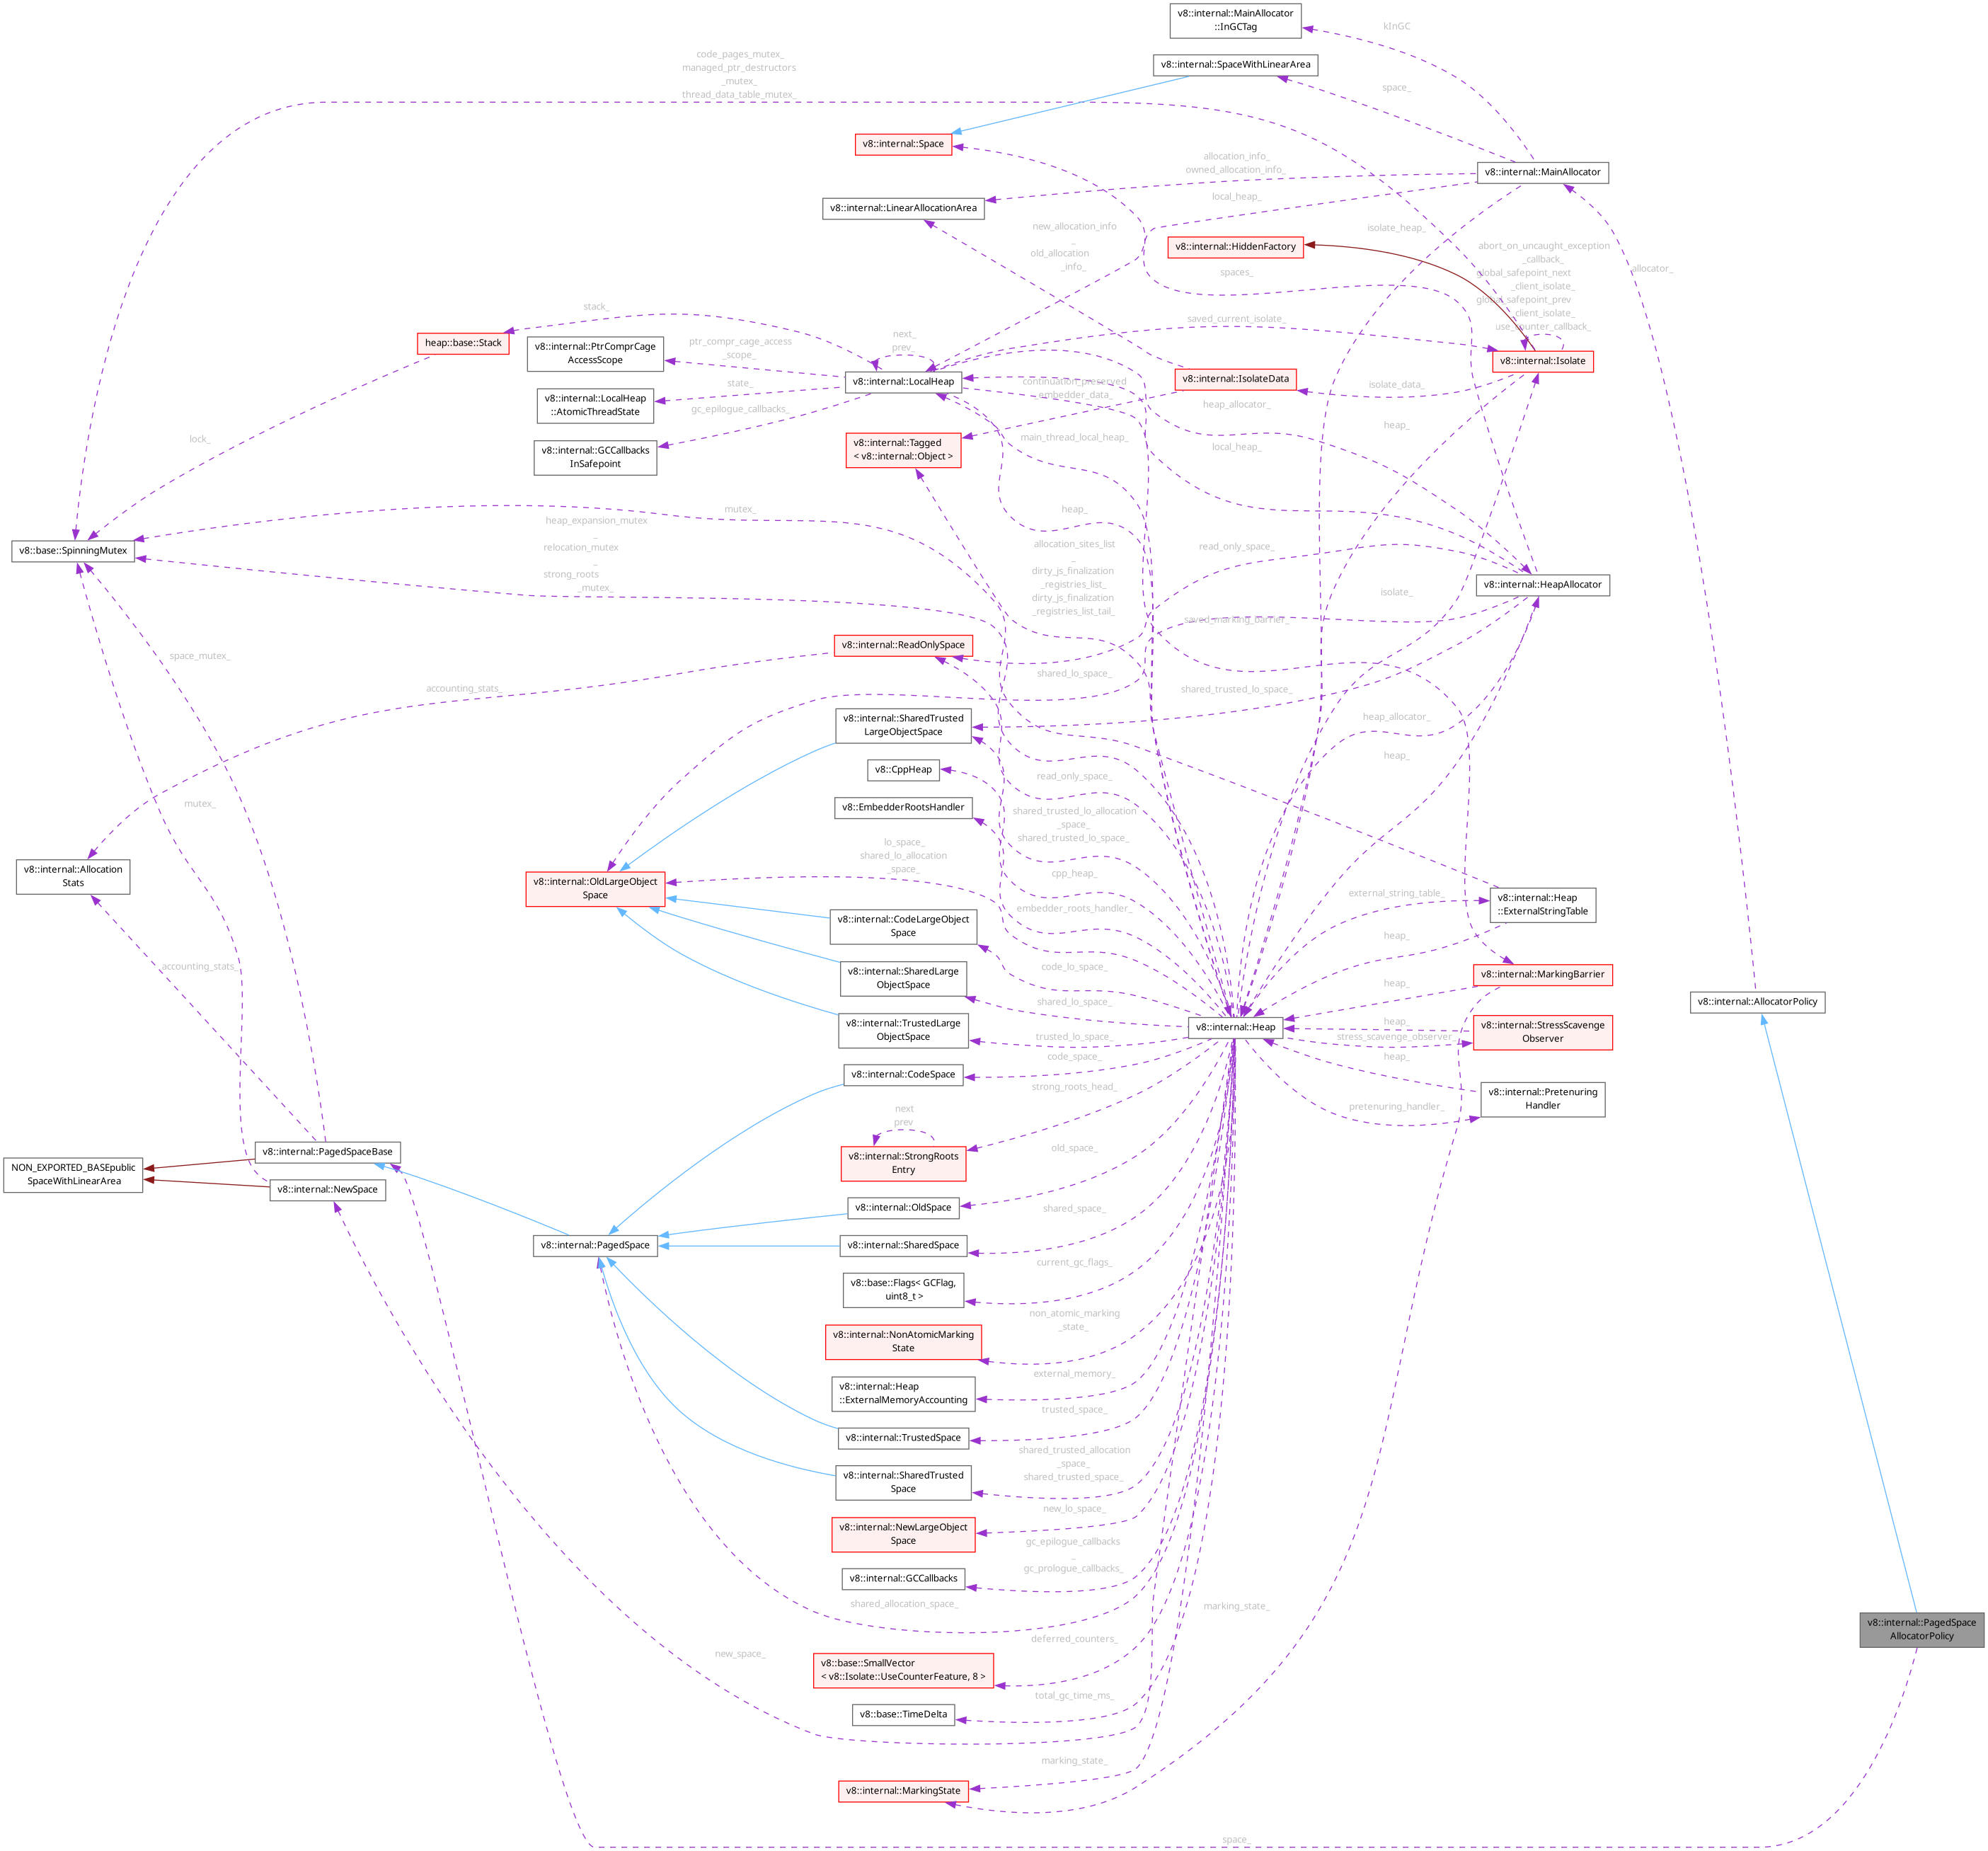 v8::internal::MainAllocator
::InGCTag
kInGC
code_pages_mutex_
managed_ptr_destructors
_mutex_
thread_data_table_mutex_
v8::internal::SpaceWithLinearArea
space_
v8::internal::Space
allocation_info_
owned_allocation_info_
v8::internal::MainAllocator
v8::internal::LinearAllocationArea
local_heap_
new_allocation_info
_
old_allocation
_info_
isolate_heap_
v8::internal::HiddenFactory
abort_on_uncaught_exception
_callback_
global_safepoint_next
_client_isolate_
global_safepoint_prev
_client_isolate_
use_counter_callback_
allocator_
spaces_
stack_
heap::base::Stack
v8::internal::PtrComprCage
AccessScope
ptr_compr_cage_access
_scope_
next_
prev_
saved_current_isolate_
v8::internal::Isolate
v8::internal::LocalHeap
v8::internal::IsolateData
isolate_data_
v8::internal::LocalHeap
::AtomicThreadState
state_
continuation_preserved
_embedder_data_
gc_epilogue_callbacks_
heap_allocator_
heap_
lock_
v8::internal::GCCallbacks
InSafepoint
v8::internal::Tagged
< v8::internal::Object >
main_thread_local_heap_
local_heap_
v8::base::SpinningMutex
heap_expansion_mutex
_
relocation_mutex
_
strong_roots
_mutex_
mutex_
heap_
allocation_sites_list
_
dirty_js_finalization
_registries_list_
dirty_js_finalization
_registries_list_tail_
read_only_space_
isolate_
v8::internal::HeapAllocator
saved_marking_barrier_
space_mutex_
v8::internal::ReadOnlySpace
accounting_stats_
shared_lo_space_
shared_trusted_lo_space_
v8::internal::SharedTrusted
LargeObjectSpace
heap_allocator_
heap_
v8::CppHeap
read_only_space_
mutex_
v8::EmbedderRootsHandler
shared_trusted_lo_allocation
_space_
shared_trusted_lo_space_
lo_space_
shared_lo_allocation
_space_
cpp_heap_
v8::internal::Allocation
Stats
v8::internal::OldLargeObject
Space
embedder_roots_handler_
external_string_table_
v8::internal::Heap
::ExternalStringTable
v8::internal::CodeLargeObject
Space
heap_
accounting_stats_
code_lo_space_
v8::internal::SharedLarge
ObjectSpace
shared_lo_space_
heap_
v8::internal::MarkingBarrier
v8::internal::AllocatorPolicy
v8::internal::TrustedLarge
ObjectSpace
trusted_lo_space_
v8::internal::Heap
heap_
stress_scavenge_observer_
v8::internal::StressScavenge
Observer
v8::internal::CodeSpace
code_space_
heap_
strong_roots_head_
v8::internal::Pretenuring
Handler
pretenuring_handler_
next
prev
v8::internal::StrongRoots
Entry
v8::internal::PagedSpaceBase
NON_EXPORTED_BASEpublic
SpaceWithLinearArea
v8::internal::NewSpace
old_space_
v8::internal::OldSpace
shared_space_
v8::internal::PagedSpace
v8::internal::SharedSpace
current_gc_flags_
v8::base::Flags< GCFlag,
uint8_t >
non_atomic_marking
_state_
v8::internal::NonAtomicMarking
State
external_memory_
v8::internal::Heap
::ExternalMemoryAccounting
trusted_space_
v8::internal::TrustedSpace
shared_trusted_allocation
_space_
shared_trusted_space_
v8::internal::SharedTrusted
Space
new_lo_space_
v8::internal::NewLargeObject
Space
gc_epilogue_callbacks
_
gc_prologue_callbacks_
v8::internal::GCCallbacks
shared_allocation_space_
marking_state_
v8::internal::PagedSpace
AllocatorPolicy
deferred_counters_
new_space_
v8::base::SmallVector
< v8::Isolate::UseCounterFeature, 8 >
total_gc_time_ms_
v8::base::TimeDelta
marking_state_
v8::internal::MarkingState
space_